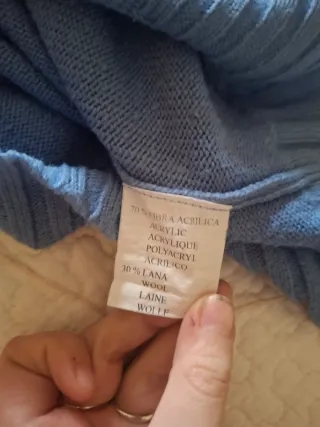 70 % FIBRA ACRILICA
ACRYLIC
ACRYLIQUE
POLYACRYL
ACRILICO
30 % LANA
WOOL
LAINE
WOLLE